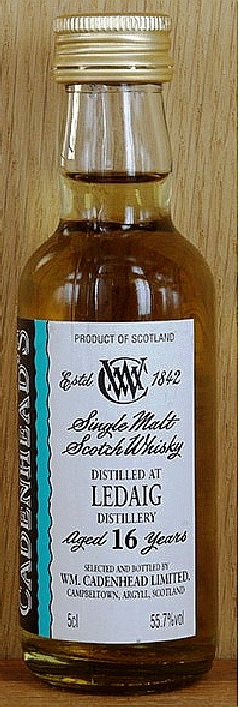 PRODUCT OF SCOTLAND
Estd. WMC 1842
Single Malt
Scotch Whisky
DISTILLED AT
LEDAIG
DISTILLERY
Aged 16 Years
SELECTED AND BOTTLED BY
WM. CADENHEAD LIMITED.
CAMPBELTOWN, ARGYLL, SCOTLAND
5cl 55.7%vol
CADENHEAD'S